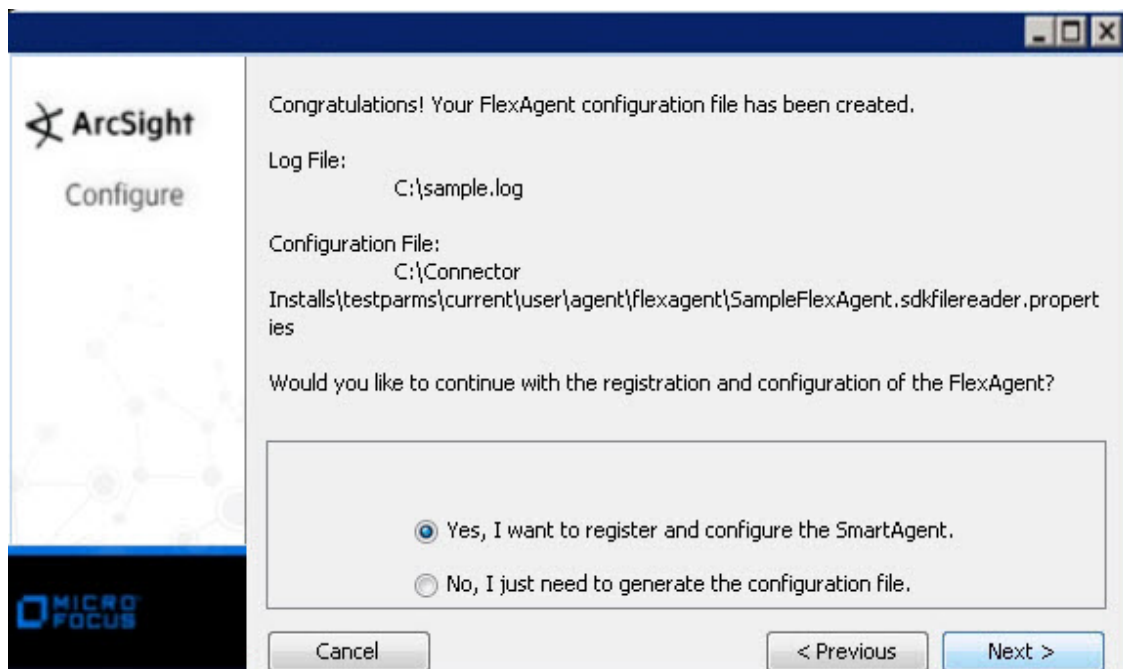 ArcSight
Configure
Congratulations! Your FlexAgent configuration file has been created.
Log File:
C:\sample.log
Configuration File:
C:\Connector
Installs\testparms\current\user\agent\flexagent\SampleFlexAgent.sdkfilereader.propert
ies
Would you like to continue with the registration and configuration of the FlexAgent?
Yes, I want to register and configure the SmartAgent.
No, I just need to generate the configuration file.
MICRO
FOCUS
Cancel
< Previous
Next >